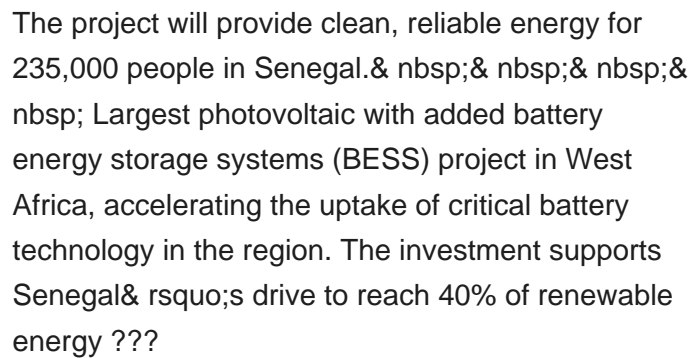 The project will provide clean, reliable energy for
235,000 people in Senegal.& nbsp;& nbsp;& nbsp;&
nbsp; Largest photovoltaic with added battery
energy storage systems (BESS) project in West
Africa, accelerating the uptake of critical battery
technology in the region. The investment supports
Senegal& rsquo;s drive to reach 40% of renewable
energy ???